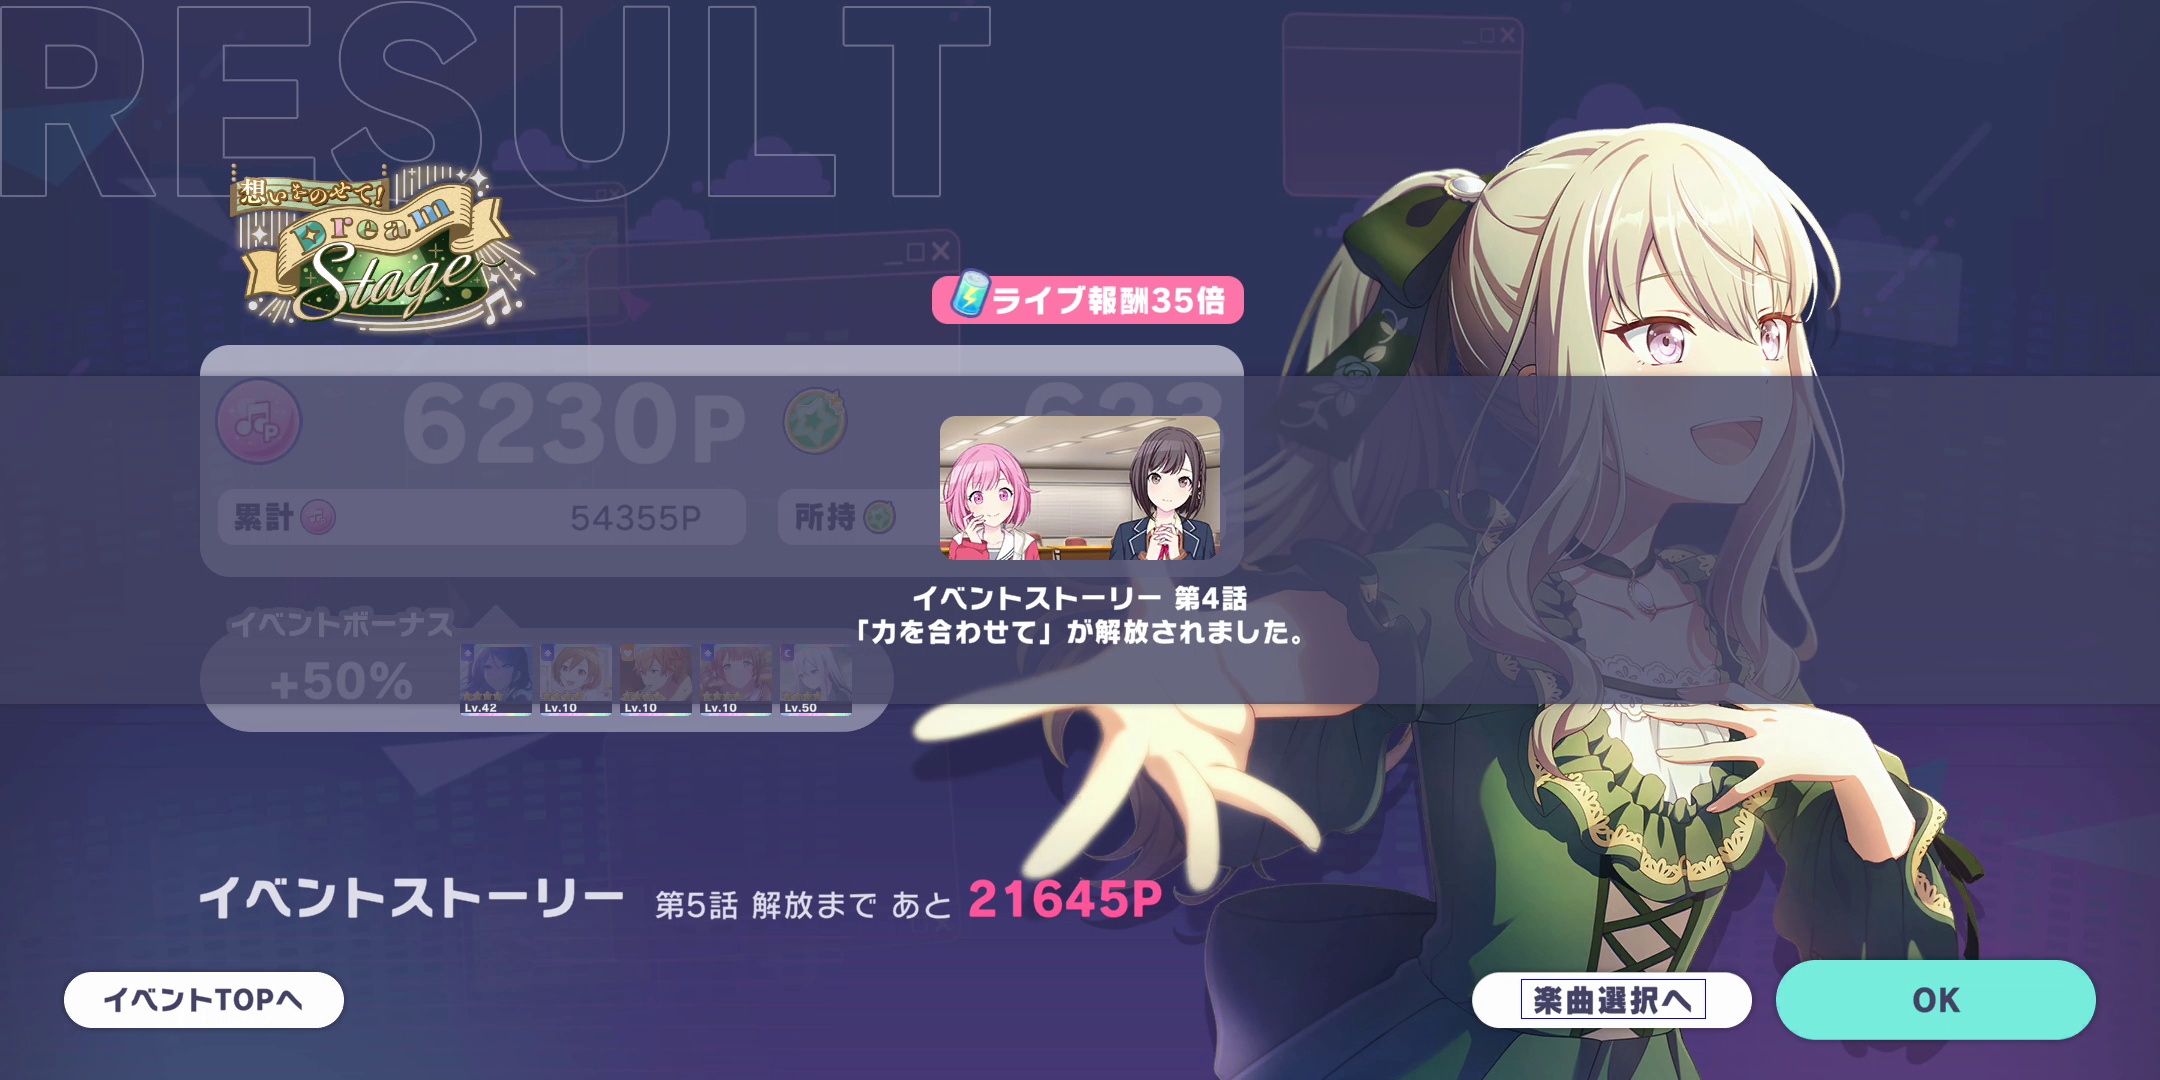 RESULT
想いをのせて!
Dream
Stage
ライブ報酬35倍
6230P
623
累計 54355P
所持
イベントストーリー 第4話
「力を合わせて」が解放されました。
イベントボーナス
+50%
Lv.42 Lv.10 Lv.10 Lv.10 Lv.50
イベントストーリー 第5話 解放まで あと 21645P
イベントTOPへ
楽曲選択へ
OK